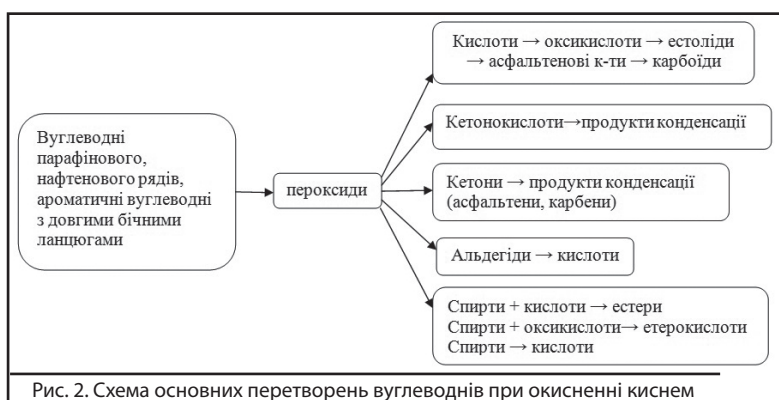 Вуглеводні
парафінового,
нафтенового рядів,
ароматичні вуглеводні
з довгими бічними
ланцюгами
пероксиди
Кислоти → оксикислоти → естоліди
→ асфальтенові к-ти → карбоїди
Кетонокислоти→продукти конденсації
Кетони → продукти конденсації
(асфальтени, карбени)
Альдегіди → кислоти
Спирти + кислоти → естери
Спирти + оксикислоти→ етерокислоти
Спирти → кислоти
Рис. 2. Схема основних перетворень вуглеводнів при окисненні киснем